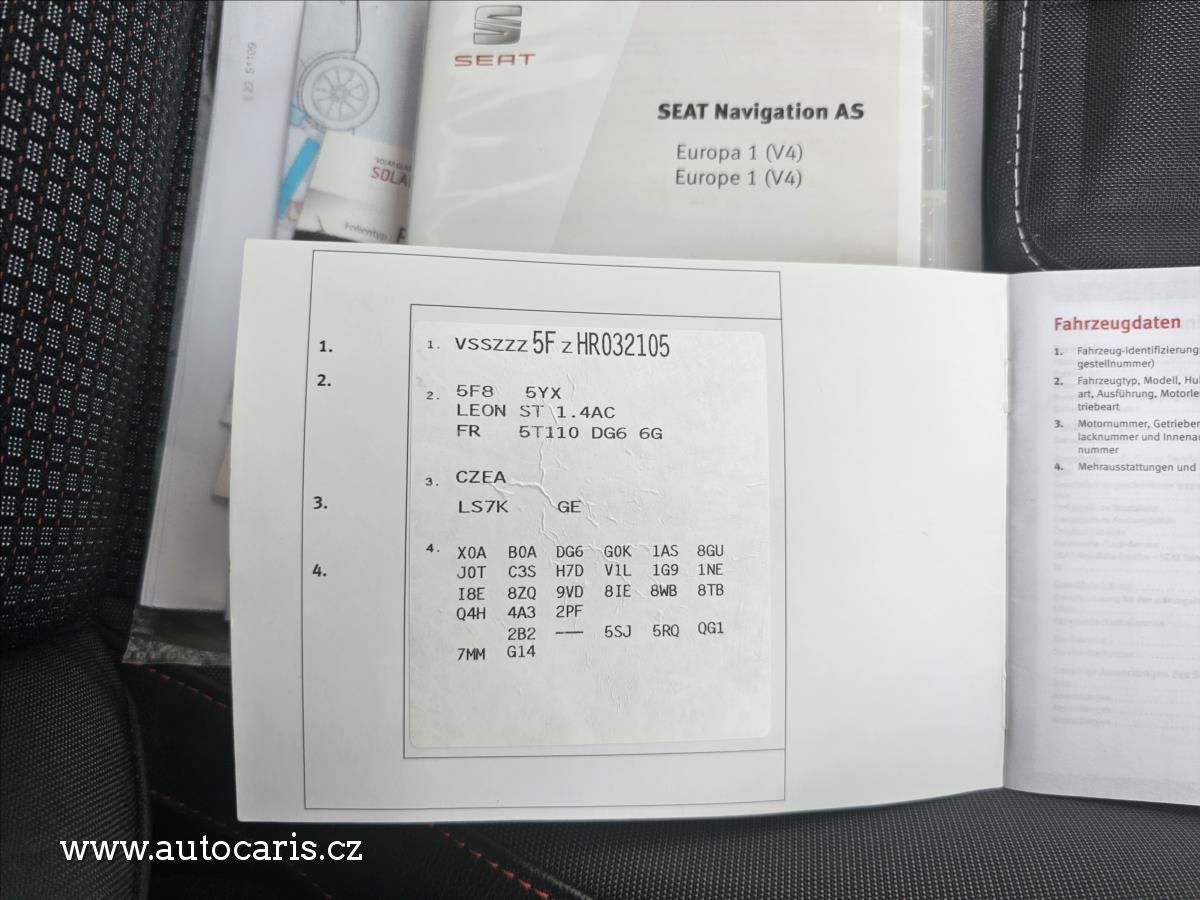 SEAT
SEAT Navigation AS
Europa 1 (V4)
Europe 1 (V4)
SOLA
1.
2.
3.
4.
1. VSSZZZ 5F Z HR032105
2. 5F8 5YX
LEON ST 1.4AC
FR 5T110 DG6 6G
3. CZEA
LS7K GE
4. X0A B0A DG6 G0K 1AS 8GU
J0T C3S H7D V1L 1G9 1NE
I8E 8ZQ 9VD 8IE 8WB 8TB
Q4H 4A3 2PF
2B2 --- 5SJ 5RQ QG1
7MM G14
Fahrzeugdaten
1. Fahrzeug-Identifizierung
gestellnummer)
2. Fahrzeugtyp, Modell, Hu
art, Ausführung, Motorle
triebeart
3. Motornummer, Getriebe
lacknummer und Innena
nummer
4. Mehrausstattungen und
www.autocaris.cz